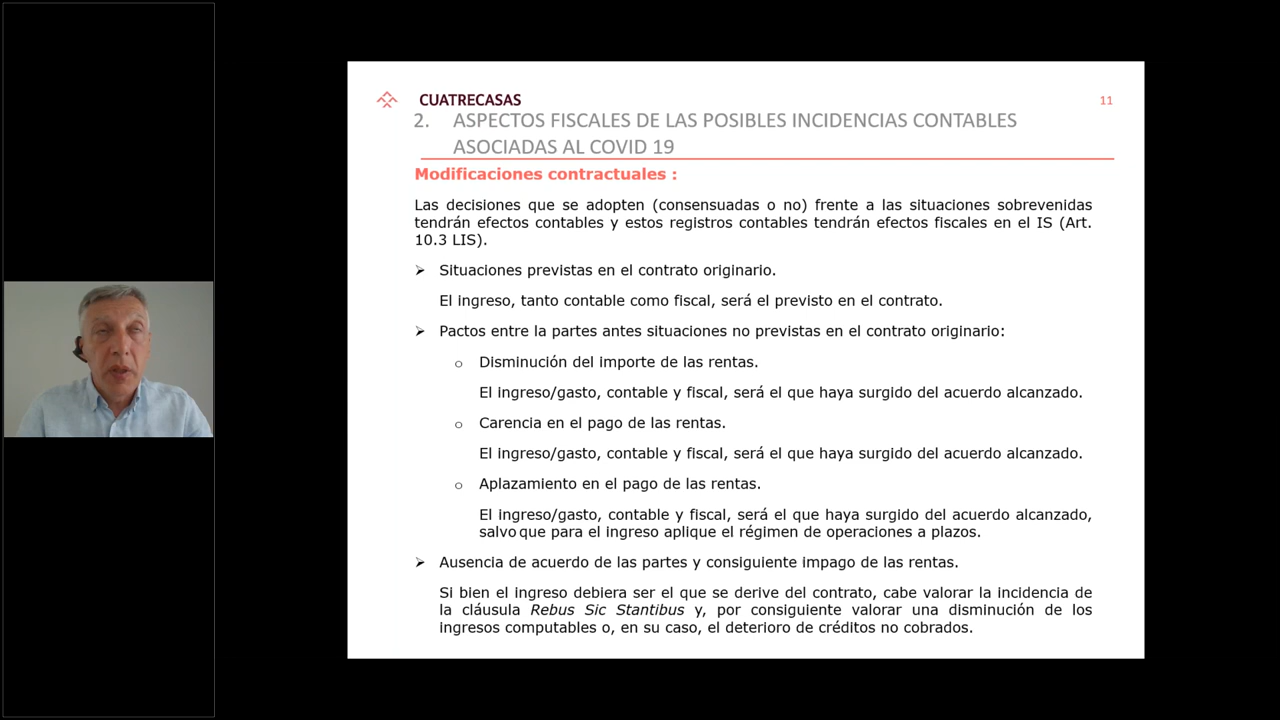 CUATRECASAS
11
2. ASPECTOS FISCALES DE LAS POSIBLES INCIDENCIAS CONTABLES
ASOCIADAS AL COVID 19
Modificaciones contractuales :
Las decisiones que se adopten (consensuadas o no) frente a las situaciones sobrevenidas
tendrán efectos contables y estos registros contables tendrán efectos fiscales en el IS (Art.
10.3 LIS).
➢ Situaciones previstas en el contrato originario.
El ingreso, tanto contable como fiscal, será el previsto en el contrato.
➢ Pactos entre la partes antes situaciones no previstas en el contrato originario:
o Disminución del importe de las rentas.
El ingreso/gasto, contable y fiscal, será el que haya surgido del acuerdo alcanzado.
o Carencia en el pago de las rentas.
El ingreso/gasto, contable y fiscal, será el que haya surgido del acuerdo alcanzado.
o Aplazamiento en el pago de las rentas.
El ingreso/gasto, contable y fiscal, será el que haya surgido del acuerdo alcanzado,
salvo que para el ingreso aplique el régimen de operaciones a plazos.
➢ Ausencia de acuerdo de las partes y consiguiente impago de las rentas.
Si bien el ingreso debiera ser el que se derive del contrato, cabe valorar la incidencia de
la cláusula Rebus Sic Stantibus y, por consiguiente valorar una disminución de los
ingresos computables o, en su caso, el deterioro de créditos no cobrados.